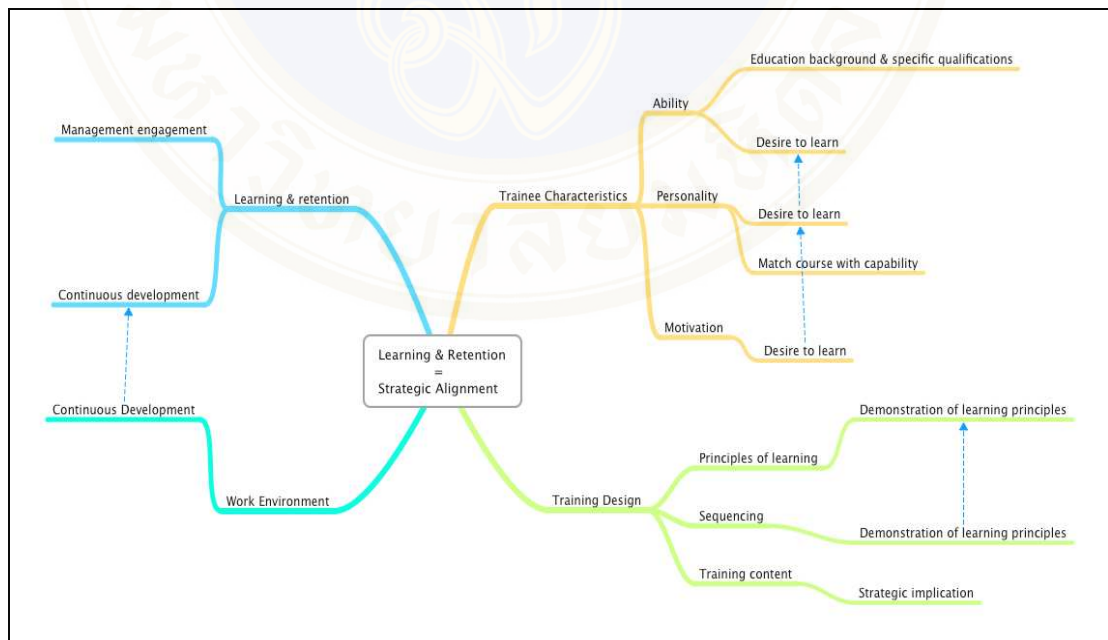 Education background & specific qualifications
Ability
Management engagement
Desire to learn
Learning & retention
Trainee Characteristics
Personality
Desire to learn
Match course with capability
Continuous development
Motivation
Desire to learn
Learning & Retention
=
Strategic Alignment
Continuous Development
Demonstration of learning principles
Principles of learning
Work Environment
Training Design
Sequencing
Demonstration of learning principles
Training content
Strategic implication